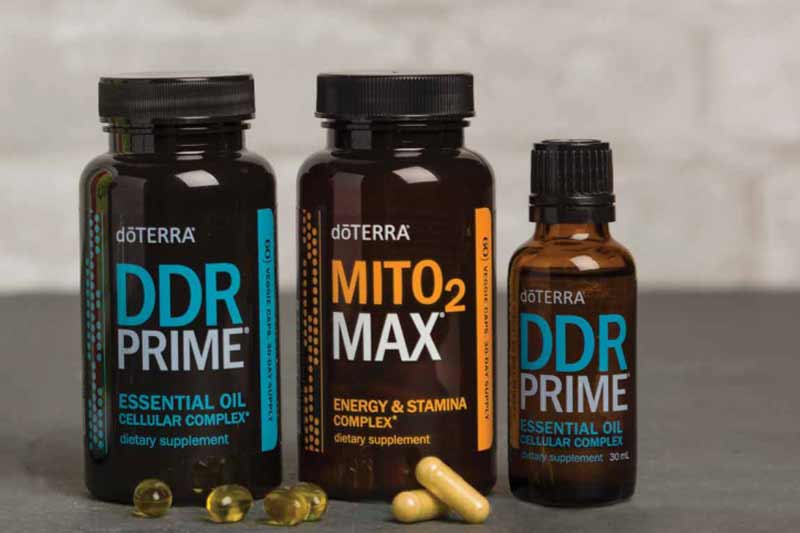 dōTERRA®
DDR
PRIME®
ESSENTIAL OIL
CELLULAR COMPLEX*
dietary supplement
60 VEGGIE CAPS, 30-DAY SUPPLY
dōTERRA®
MITO2
MAX®
ENERGY & STAMINA
COMPLEX*
dietary supplement
60 VEGGIE CAPS, 30-DAY SUPPLY
dōTERRA®
DDR
PRIME®
ESSENTIAL OIL
CELLULAR COMPLEX
dietary supplement 30 mL